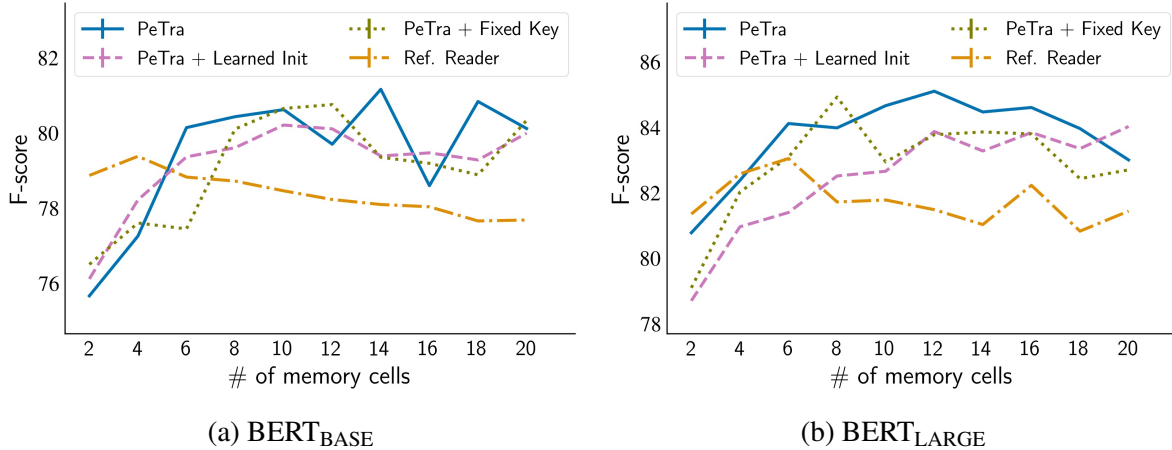 PeTra
PeTra + Learned Init
PeTra + Fixed Key
Ref. Reader
F-score
82
80
78
76
2 4 6 8 10 12 14 16 18 20
# of memory cells
(a) BERT_BASE
PeTra
PeTra + Learned Init
PeTra + Fixed Key
Ref. Reader
F-score
86
84
82
80
78
2 4 6 8 10 12 14 16 18 20
# of memory cells
(b) BERT_LARGE